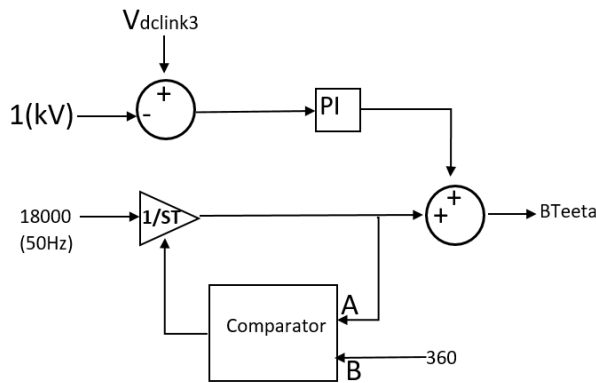 Vdclink3
+
1(kV)
-
PI
+
18000
(50Hz)
1/ST
+
BTeeta
Comparator
A
B
360